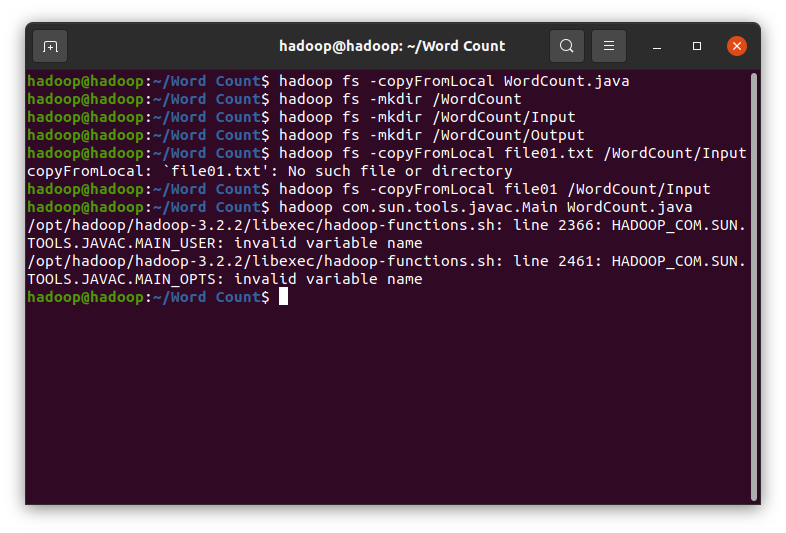 hadoop@hadoop: ~/Word Count
hadoop@hadoop:~/Word Count$ hadoop fs -copyFromLocal WordCount.java
hadoop@hadoop:~/Word Count$ hadoop fs -mkdir /WordCount
hadoop@hadoop:~/Word Count$ hadoop fs -mkdir /WordCount/Input
hadoop@hadoop:~/Word Count$ hadoop fs -mkdir /WordCount/Output
hadoop@hadoop:~/Word Count$ hadoop fs -copyFromLocal file01.txt /WordCount/Input
copyFromLocal: `file01.txt': No such file or directory
hadoop@hadoop:~/Word Count$ hadoop fs -copyFromLocal file01 /WordCount/Input
hadoop@hadoop:~/Word Count$ hadoop com.sun.tools.javac.Main WordCount.java
/opt/hadoop/hadoop-3.2.2/libexec/hadoop-functions.sh: line 2366: HADOOP_COM.SUN.
TOOLS.JAVAC.MAIN_USER: invalid variable name
/opt/hadoop/hadoop-3.2.2/libexec/hadoop-functions.sh: line 2461: HADOOP_COM.SUN.
TOOLS.JAVAC.MAIN_OPTS: invalid variable name
hadoop@hadoop:~/Word Count$